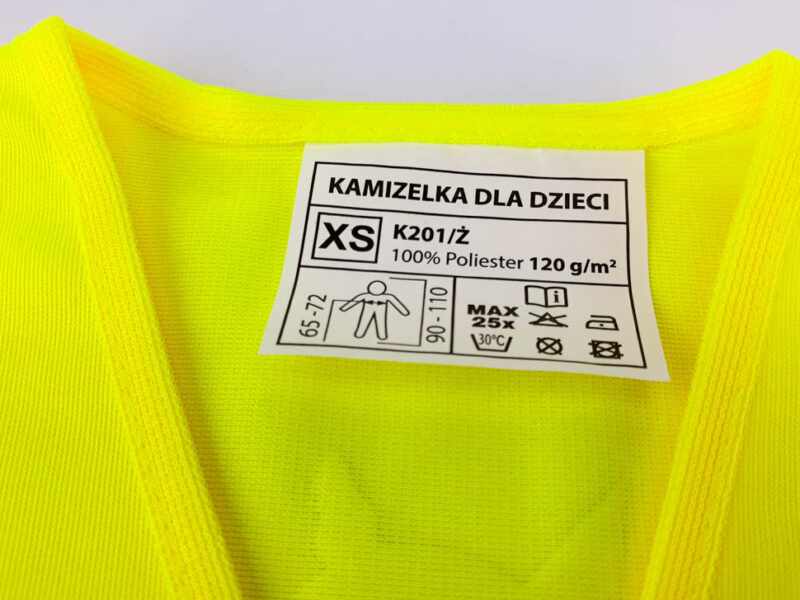 KAMIZELKA DLA DZIECI
XS
K201/Ż
100% Poliester 120 g/m²
65-72
90-110
MAX
25x
30°C